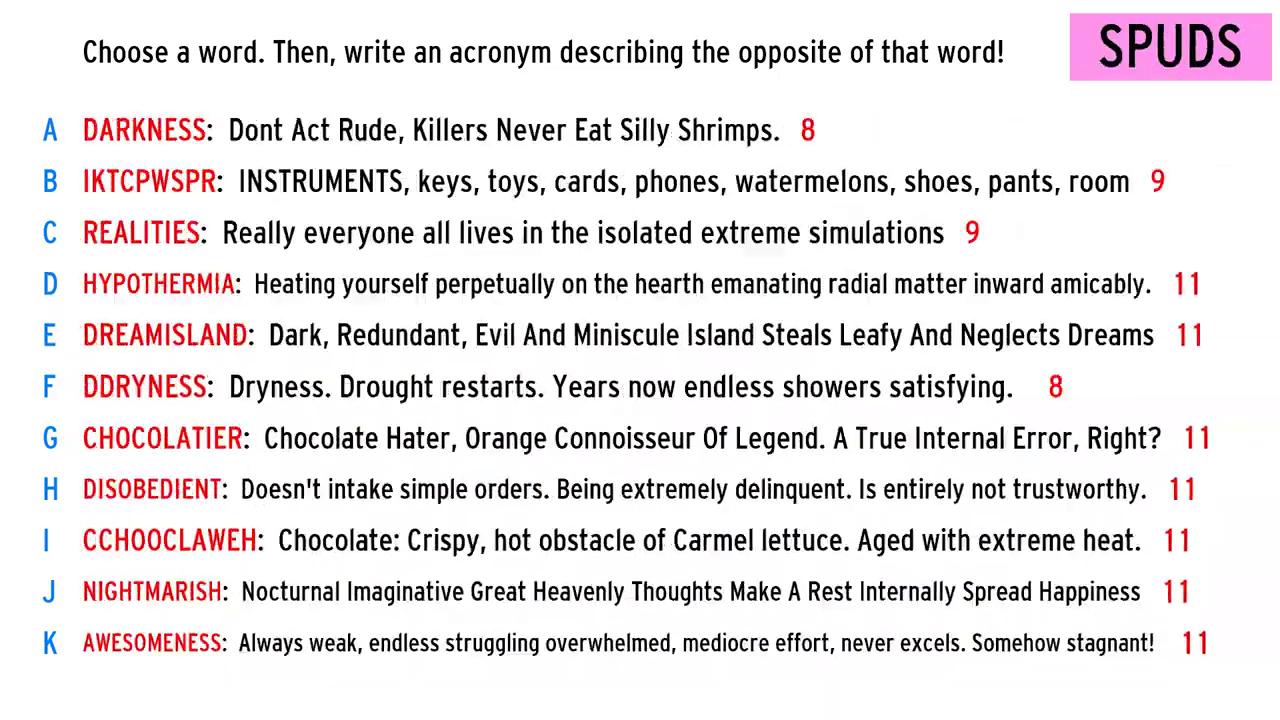 Choose a word. Then, write an acronym describing the opposite of that word!
SPUDS
A DARKNESS: Dont Act Rude, Killers Never Eat Silly Shrimps. 8
B IKTCPWSPR: INSTRUMENTS, keys, toys, cards, phones, watermelons, shoes, pants, room 9
C REALITIES: Really everyone all lives in the isolated extreme simulations 9
D HYPOTHERMIA: Heating yourself perpetually on the hearth emanating radial matter inward amicably. 11
E DREAMISLAND: Dark, Redundant, Evil And Miniscule Island Steals Leafy And Neglects Dreams 11
F DDRYNESS: Dryness. Drought restarts. Years now endless showers satisfying. 8
G CHOCOLATIER: Chocolate Hater, Orange Connoisseur Of Legend. A True Internal Error, Right? 11
H DISOBEDIENT: Doesn't intake simple orders. Being extremely delinquent. Is entirely not trustworthy. 11
I CCHOOCLAWEH: Chocolate: Crispy, hot obstacle of Carmel lettuce. Aged with extreme heat. 11
J NIGHTMARISH: Nocturnal Imaginative Great Heavenly Thoughts Make A Rest Internally Spread Happiness 11
K AWESOMENESS: Always weak, endless struggling overwhelmed, mediocre effort, never excels. Somehow stagnant! 11